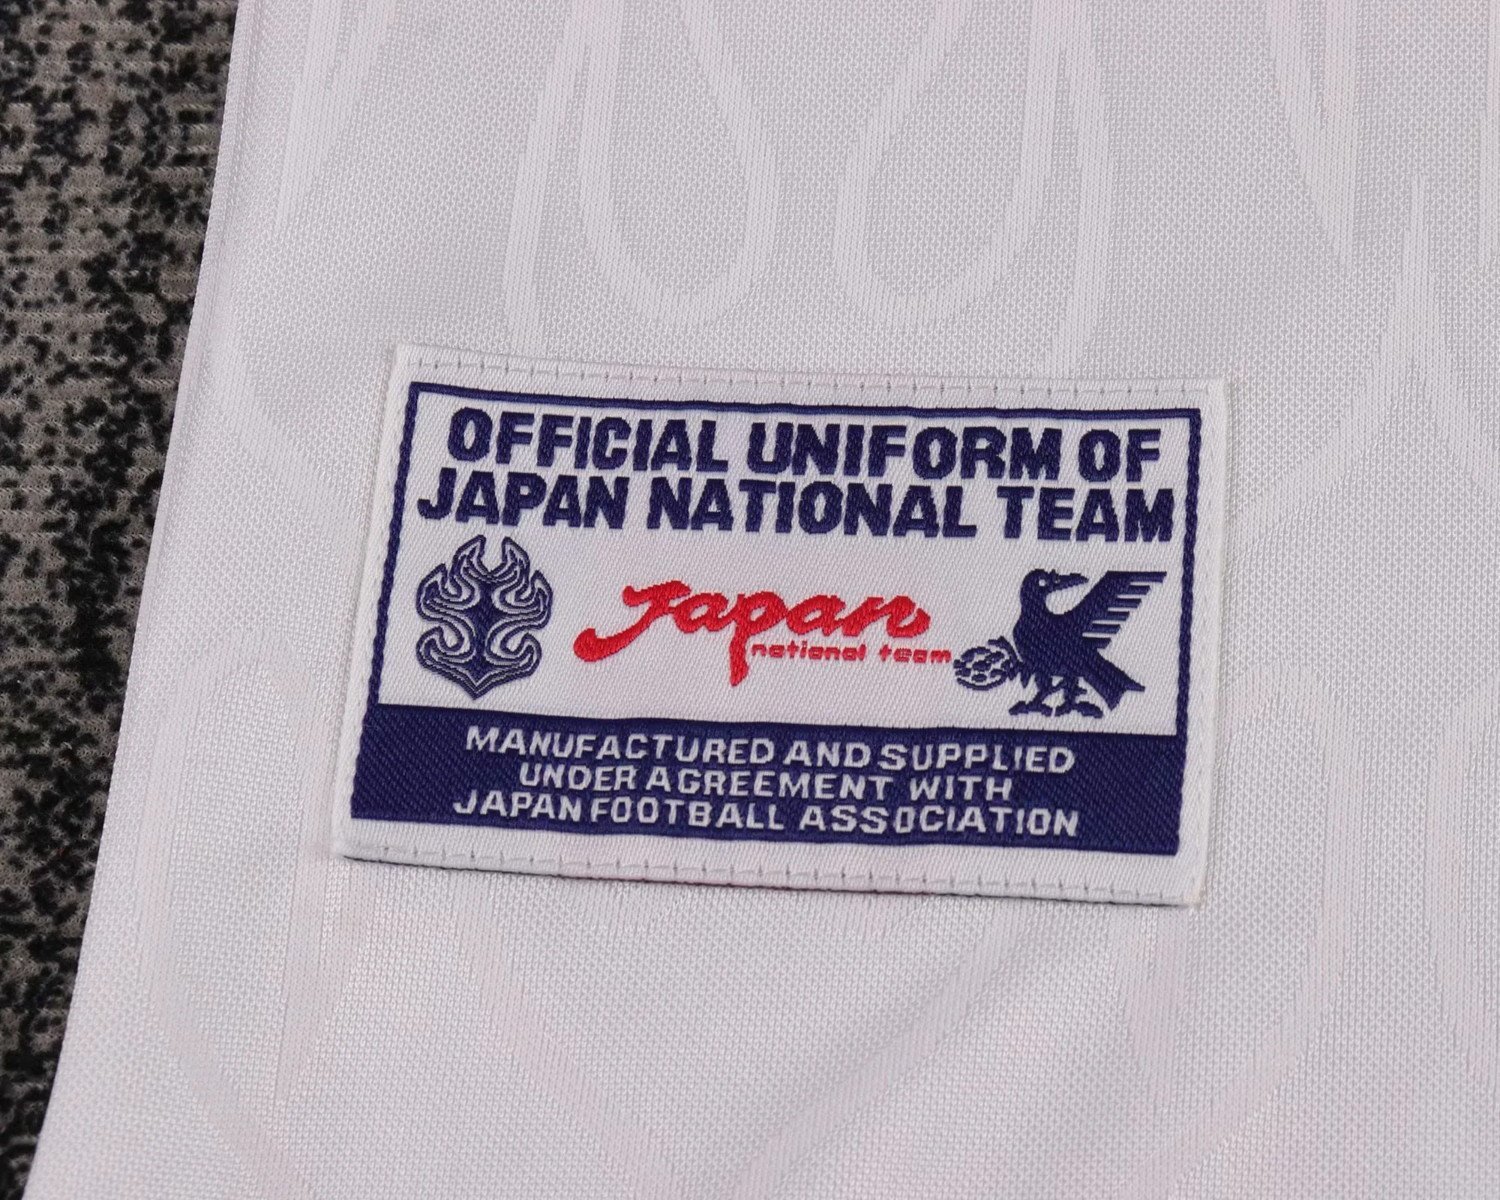 OFFICIAL UNIFORM OF
JAPAN NATIONAL TEAM
Japan
national team
MANUFACTURED AND SUPPLIED
UNDER AGREEMENT WITH
JAPAN FOOTBALL ASSOCIATION